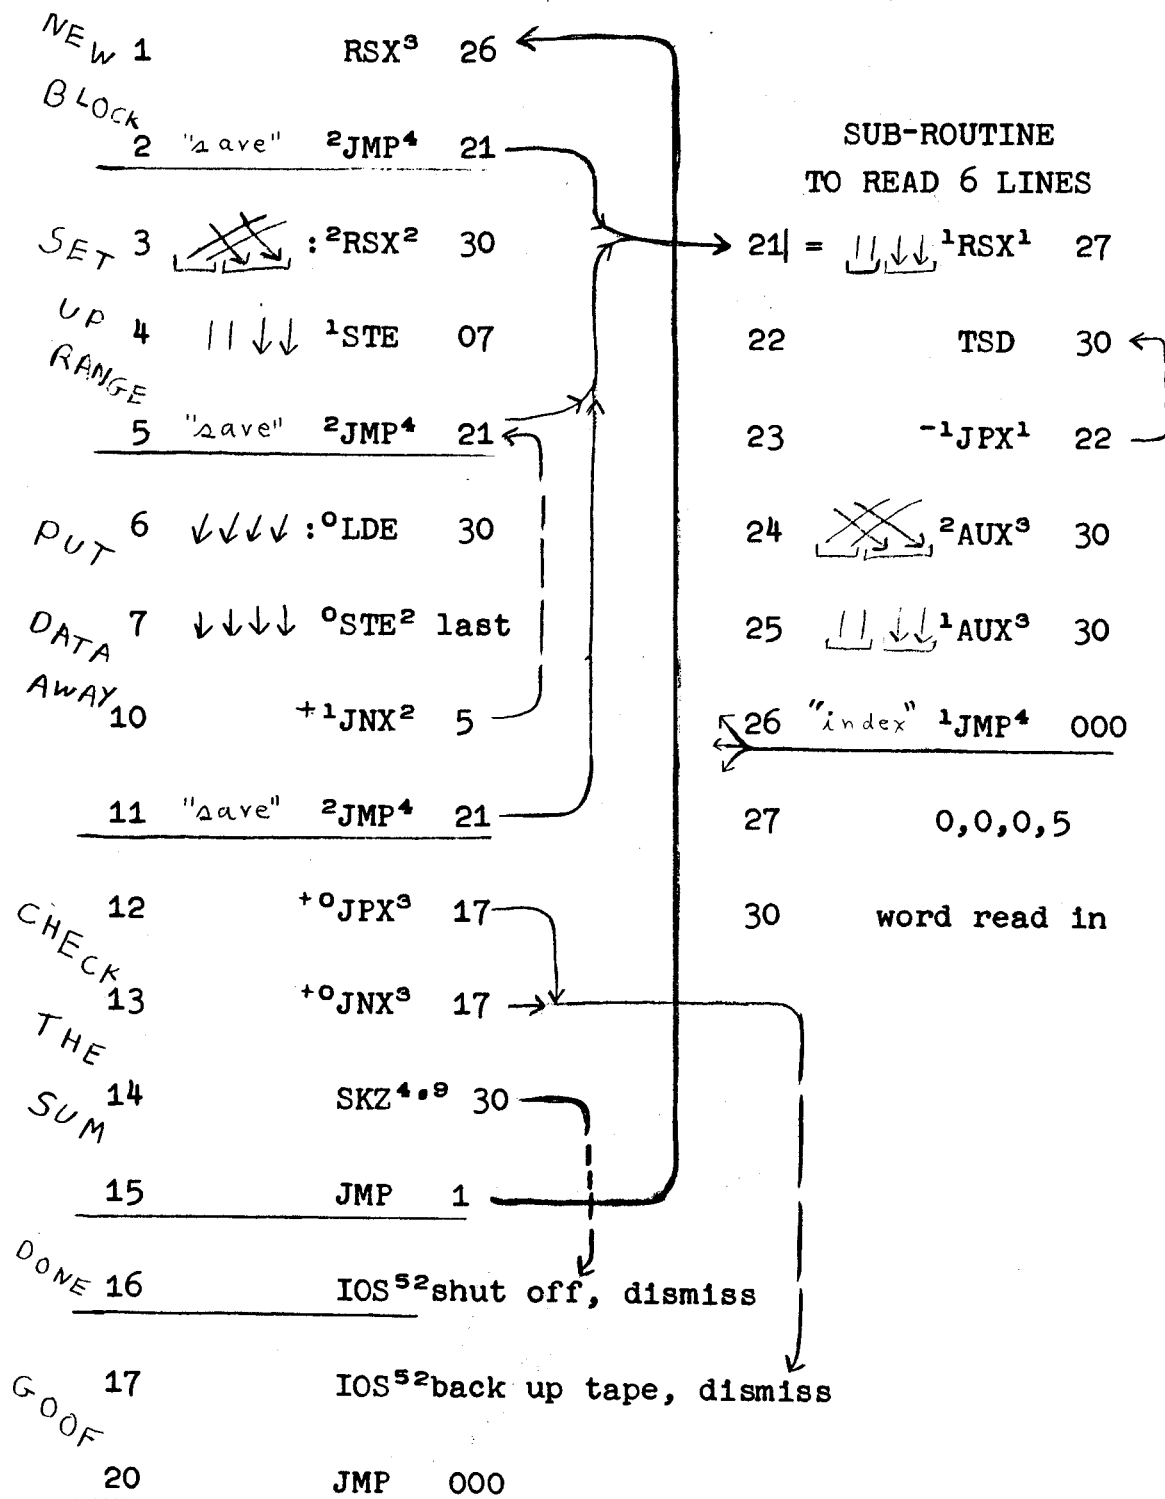 NEW BLOCK
1 RSX³ 26
2 "save" ²JMP⁴ 21
SET UP RANGE
3 :²RSX² 30
4 ¹STE 07
5 "save" ²JMP⁴ 21
PUT DATA AWAY
6 :⁰LDE 30
7 ⁰STE² last
10 +¹JNX² 5
11 "save" ²JMP⁴ 21
CHECK THE SUM
12 +⁰JPX³ 17
13 +⁰JNX³ 17
14 SKZ⁴·⁹ 30
15 JMP 1
DONE
16 IOS⁵²shut off, dismiss
GOOF
17 IOS⁵²back up tape, dismiss
20 JMP 000
SUB-ROUTINE
TO READ 6 LINES
21| = ¹RSX¹ 27
22 TSD 30
23 -¹JPX¹ 22
24 ²AUX³ 30
25 ¹AUX³ 30
26 "index" ¹JMP⁴ 000
27 0,0,0,5
30 word read in